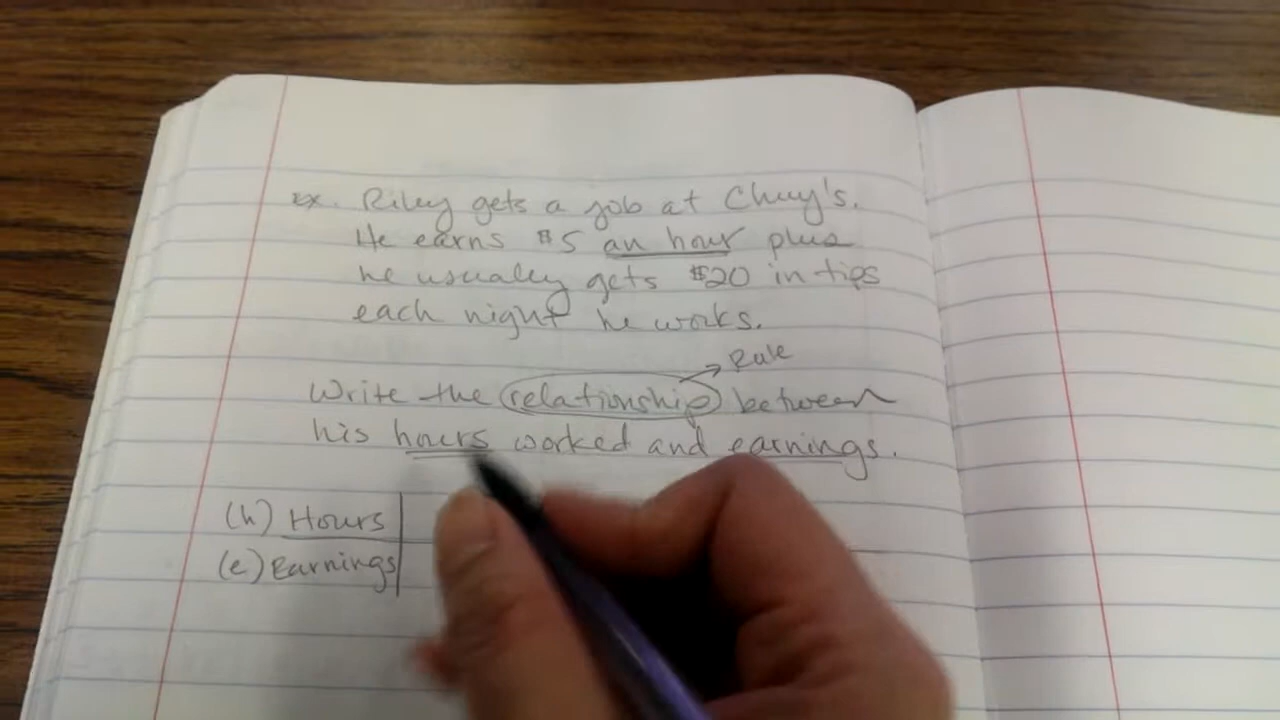 ex. Riley gets a job at Chuy's.
He earns $5 an hour plus
he usually gets $20 in tips
each night he works.
Rule
Write the relationship between
his hours worked and earnings.
(h) Hours
(e) Earnings